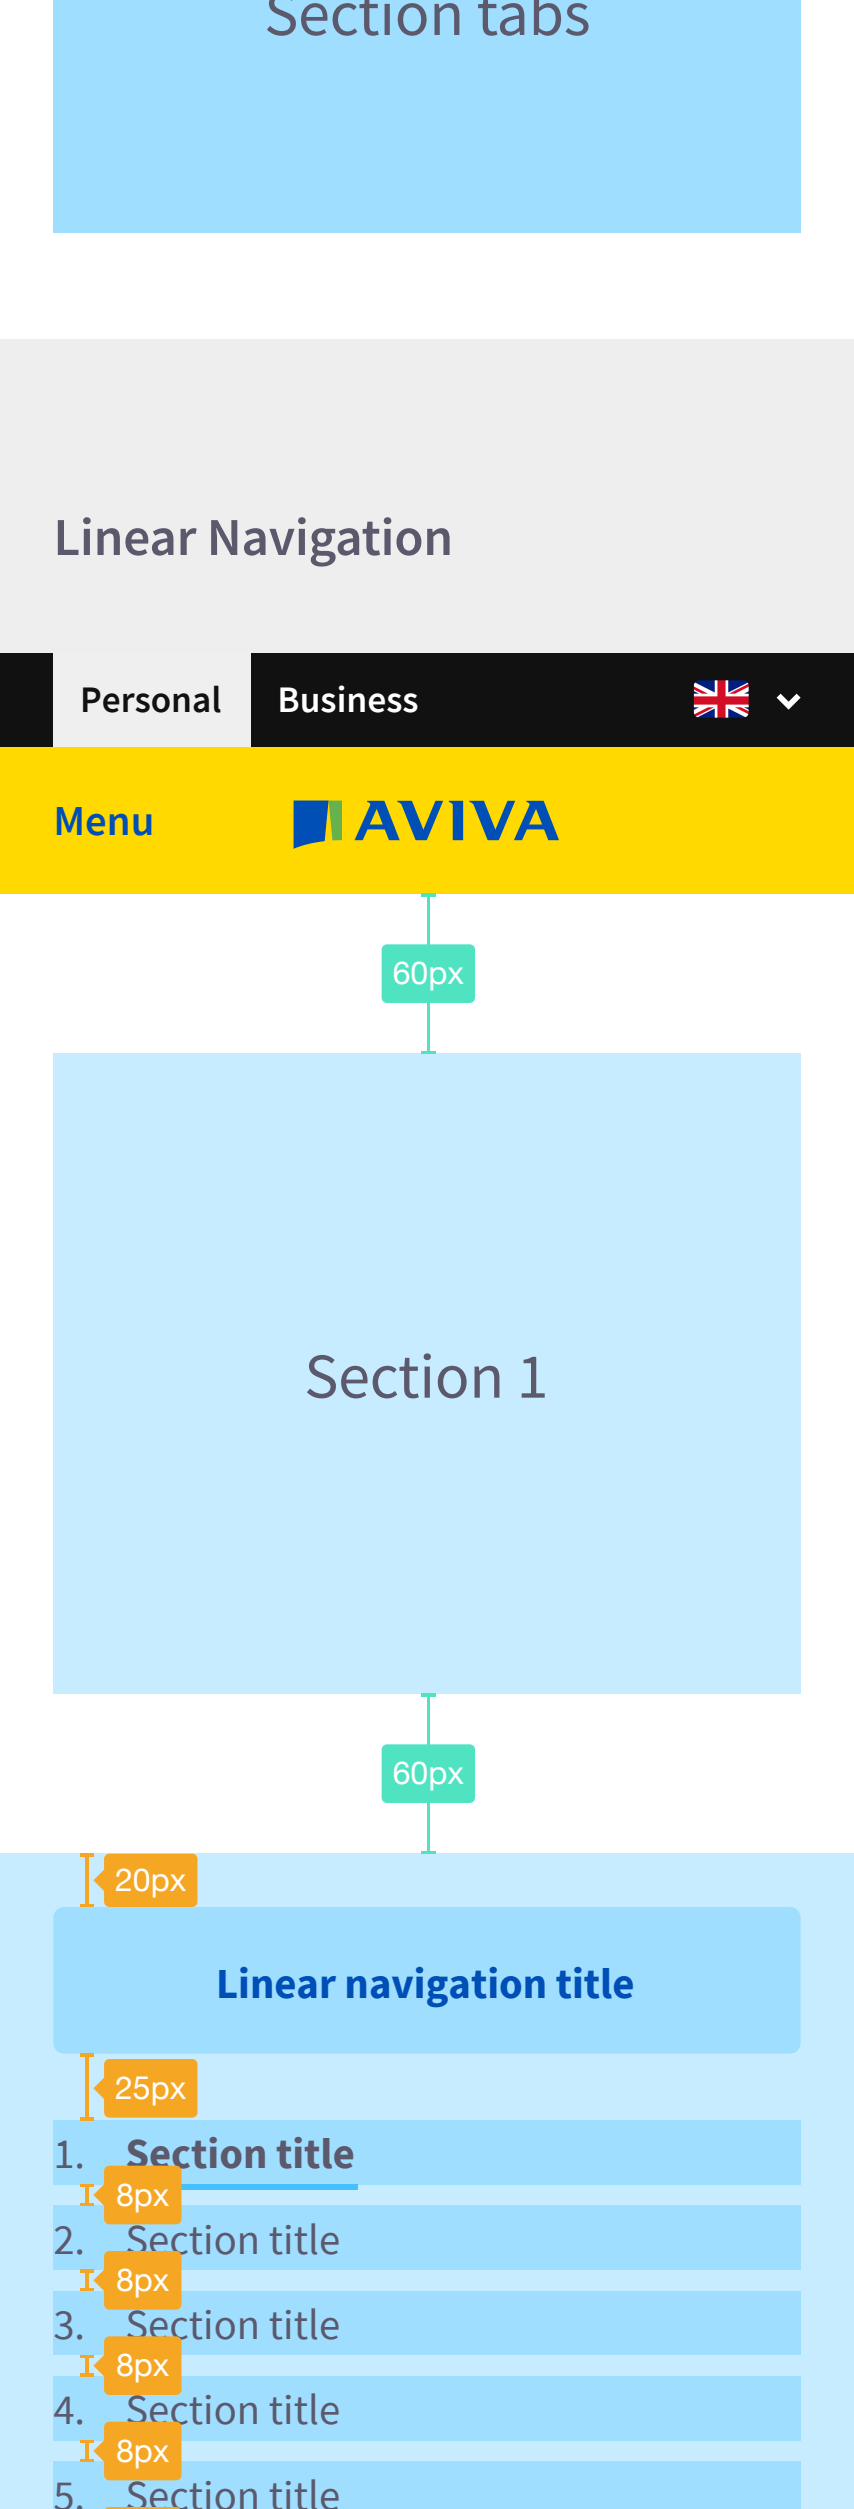 Section tabs
Linear Navigation
Personal Business
Menu AVIVA
60px
Section 1
60px
20px
Linear navigation title
25px
1. Section title
8px
2. Section title
8px
3. Section title
8px
4. Section title
8px
5. Section title